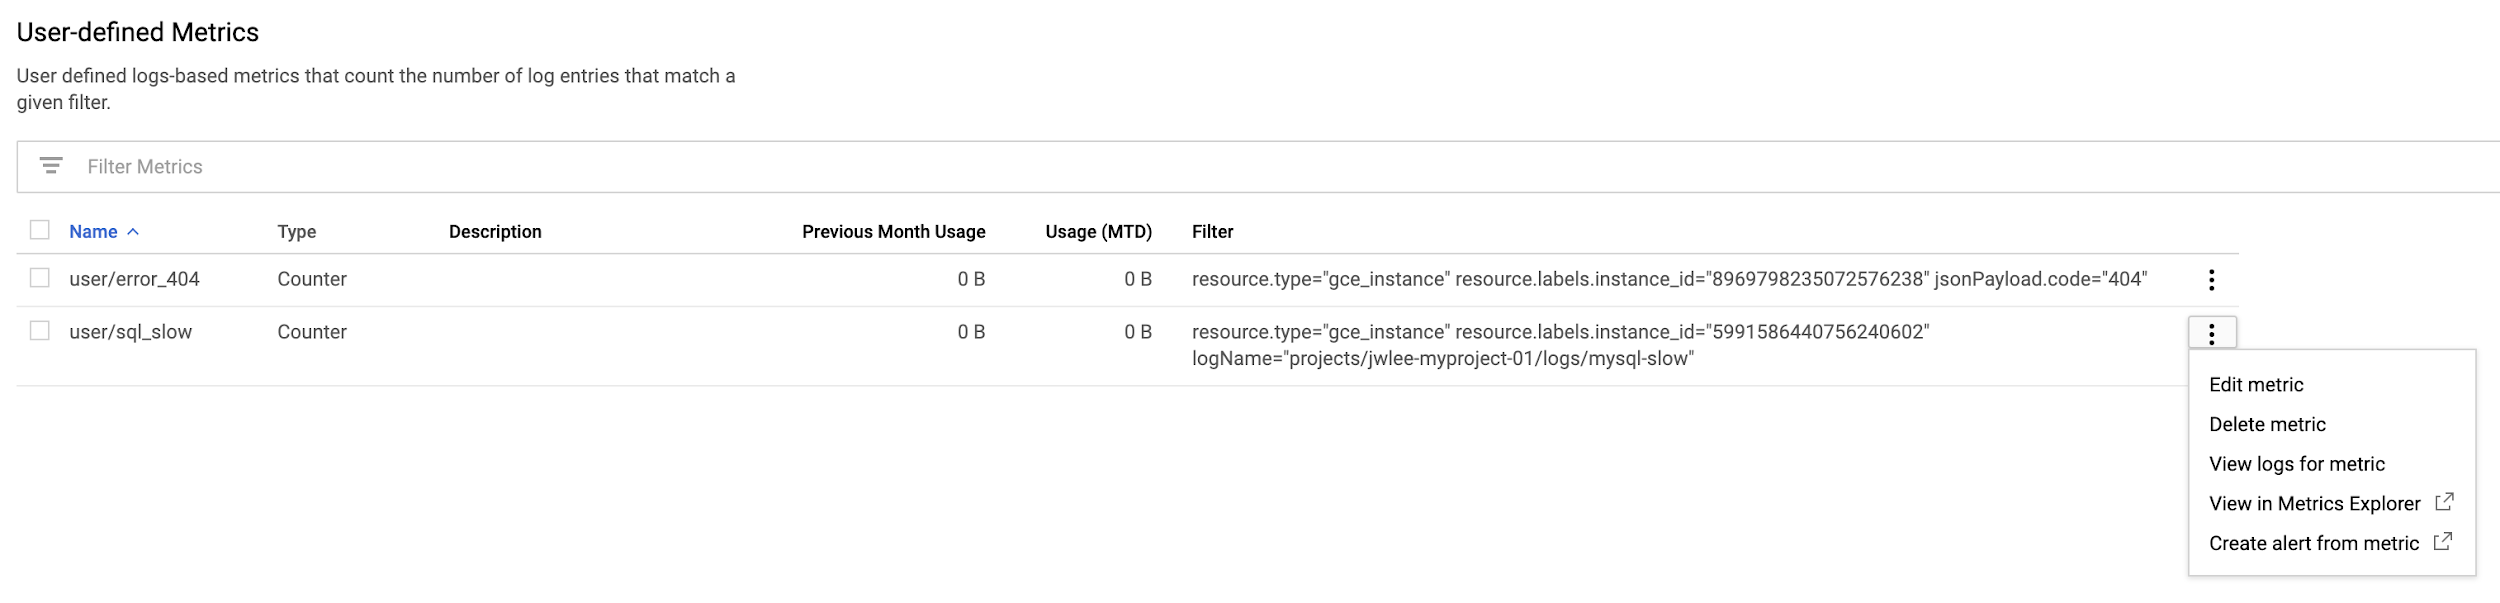 User-defined Metrics
User defined logs-based metrics that count the number of log entries that match a
given filter.
Filter Metrics
Name Type Description Previous Month Usage Usage (MTD) Filter
user/error_404 Counter 0 B 0 B resource.type="gce_instance" resource.labels.instance_id="8969798235072576238" jsonPayload.code="404"
user/sql_slow Counter 0 B 0 B resource.type="gce_instance" resource.labels.instance_id="5991586440756240602"
logName="projects/jwlee-myproject-01/logs/mysql-slow"
Edit metric
Delete metric
View logs for metric
View in Metrics Explorer
Create alert from metric